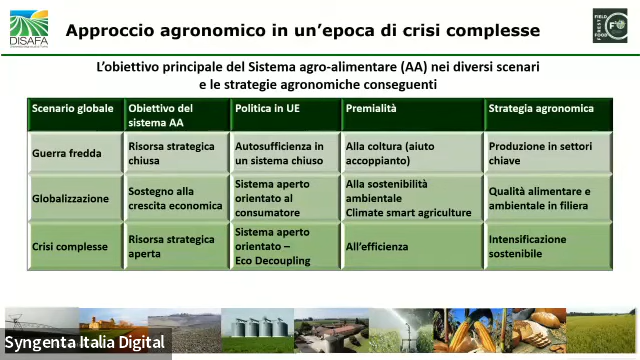 DISAFA
Approccio agronomico in un'epoca di crisi complesse
L'obiettivo principale del Sistema agro-alimentare (AA) nei diversi scenari
e le strategie agronomiche conseguenti
Scenario globale
Obiettivo del
sistema AA
Politica in UE
Premialità
Strategia agronomica
Guerra fredda
Risorsa strategica
chiusa
Autosufficienza in
un sistema chiuso
Alla coltura (aiuto
accoppianto)
Produzione in settori
chiave
Globalizzazione
Sostegno alla
crescita economica
Sistema aperto
orientato al
consumatore
Alla sostenibilità
ambientale
Climate smart agriculture
Qualità alimentare e
ambientale in filiera
Crisi complesse
Risorsa strategica
aperta
Sistema aperto
orientato –
Eco Decoupling
All'efficienza
Intensificazione
sostenibile
Syngenta Italia Digital